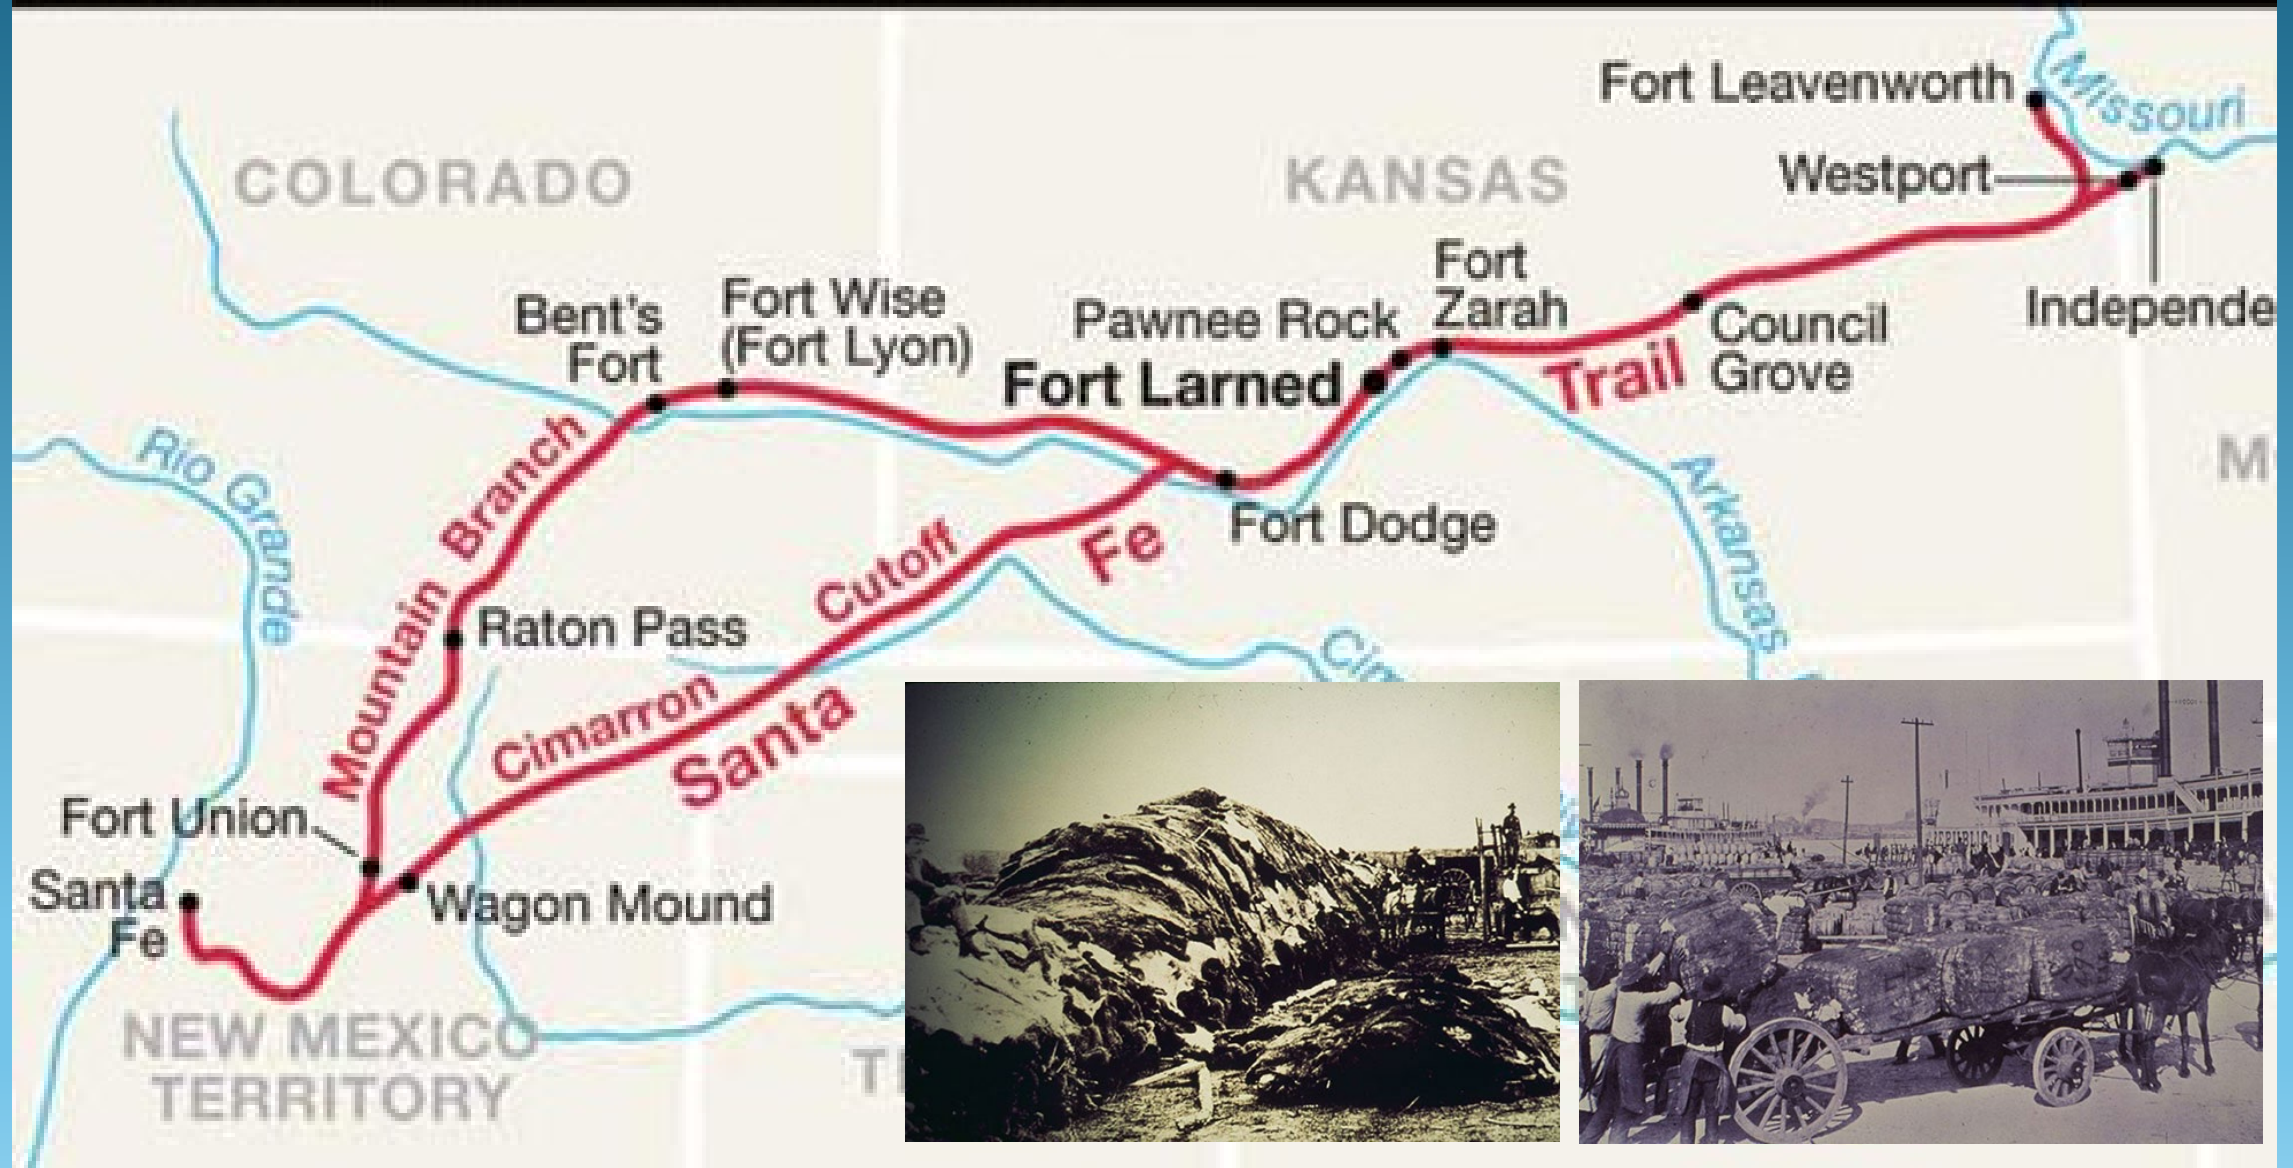 Fort Leavenworth
Missouri
COLORADO
KANSAS
Westport
Independe
Fort
Zarah
Bent's
Fort
Fort Wise
(Fort Lyon)
Pawnee Rock
Fort Larned
Council
Grove
Trail
Rio Grande
Mountain Branch
Arkansas
M
Fort Dodge
Fe
Cimarron Cutoff
Raton Pass
Cim
Santa
Fort Union
Santa
Fe
Wagon Mound
NEW MEXICO
TERRITORY
T